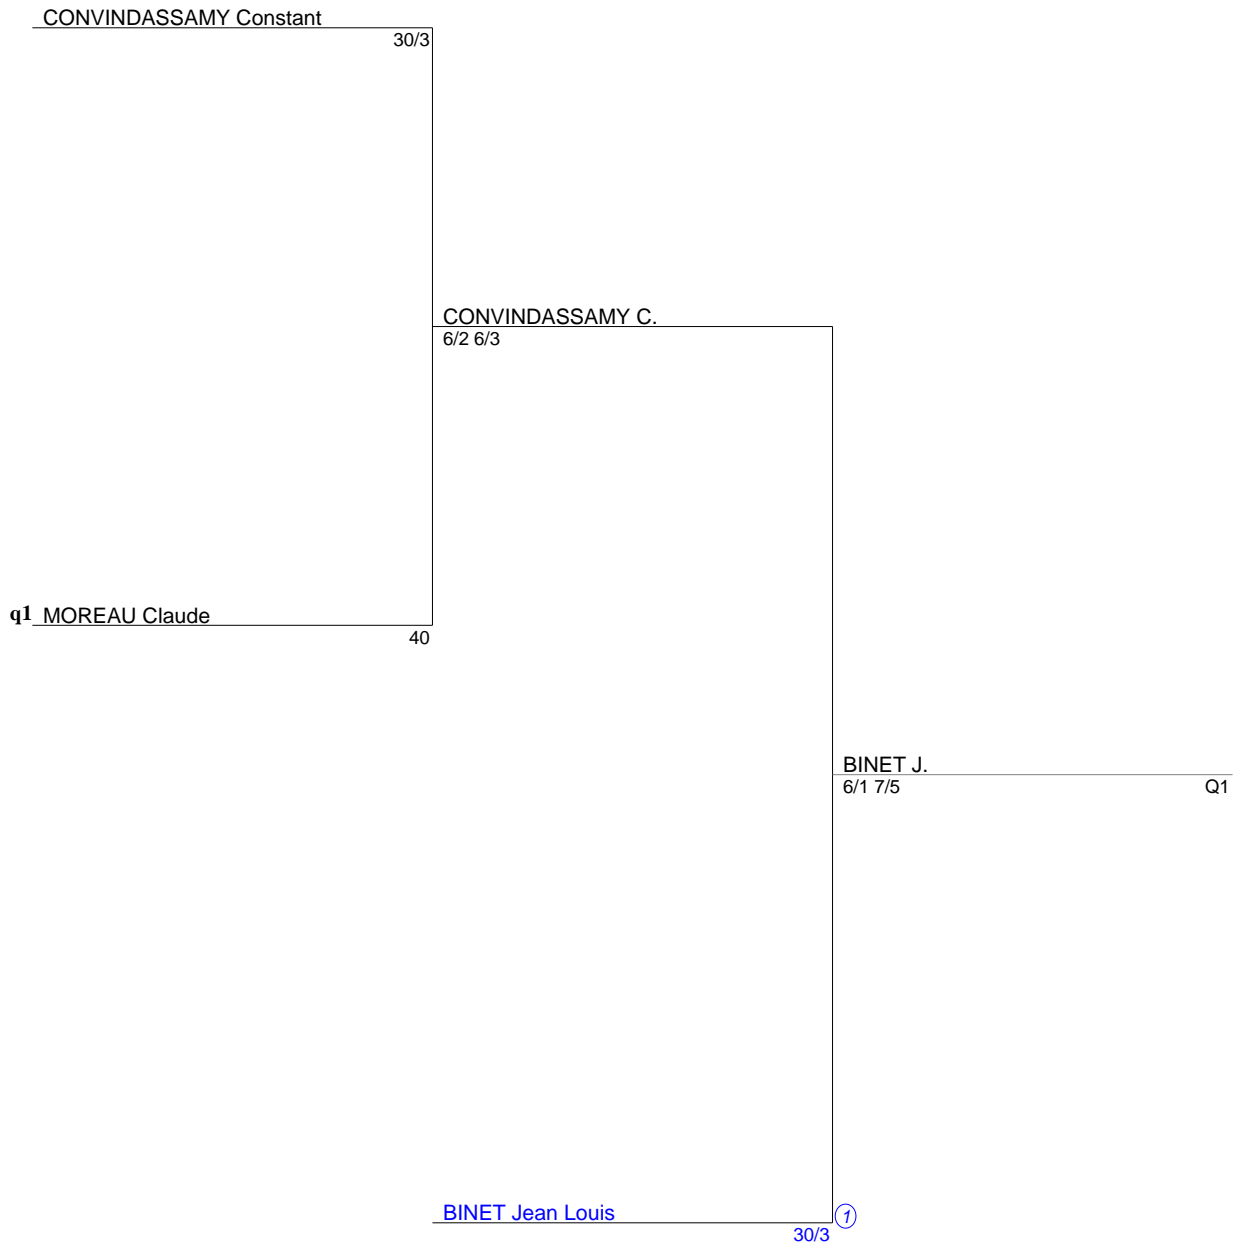 CONVINDASSAMY Constant
30/3
CONVINDASSAMY C.
6/2 6/3
q1 MOREAU Claude
40
BINET J.
6/1 7/5 Q1
BINET Jean Louis 1
30/3